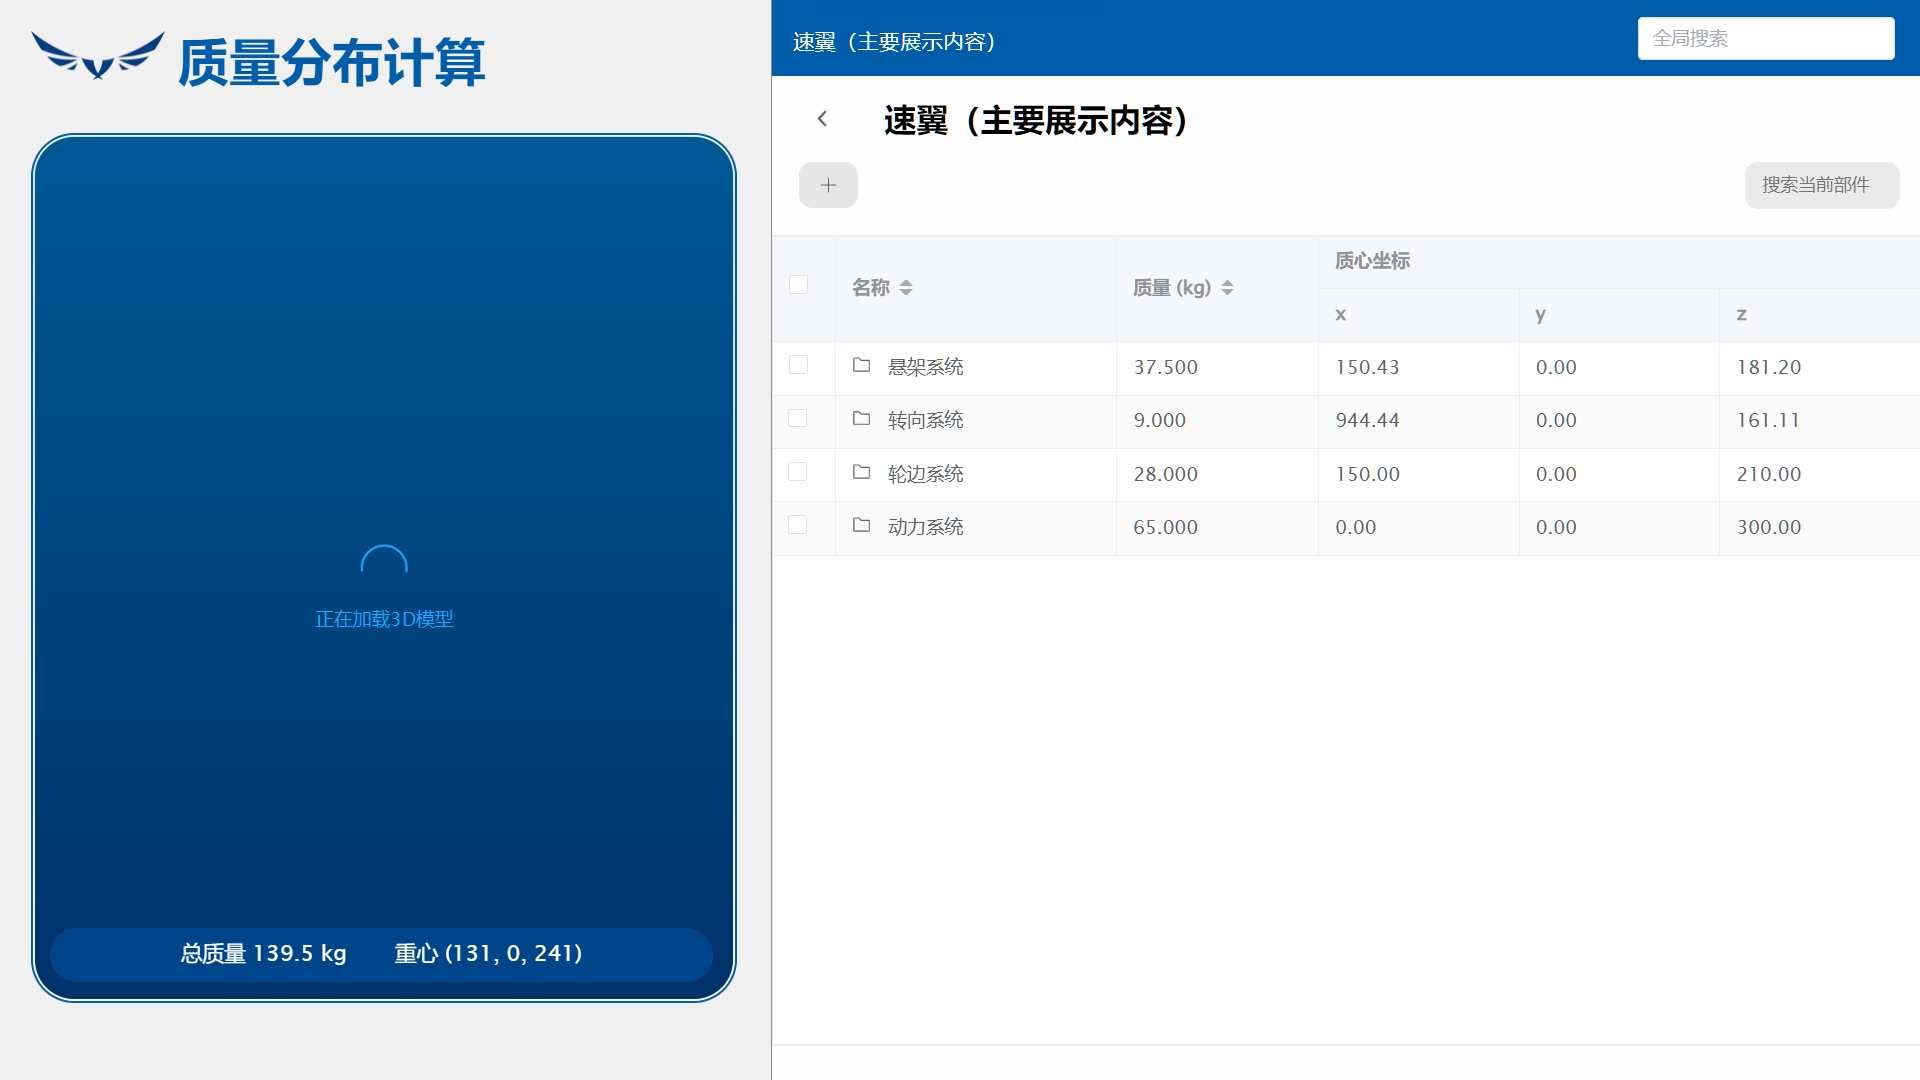 质量分布计算
正在加载3D模型
总质量 139.5 kg 重心 (131, 0, 241)
速翼（主要展示内容） 全局搜索
速翼（主要展示内容）
搜索当前部件
名称 质量 (kg) 质心坐标
x y z
悬架系统 37.500 150.43 0.00 181.20
转向系统 9.000 944.44 0.00 161.11
轮边系统 28.000 150.00 0.00 210.00
动力系统 65.000 0.00 0.00 300.00